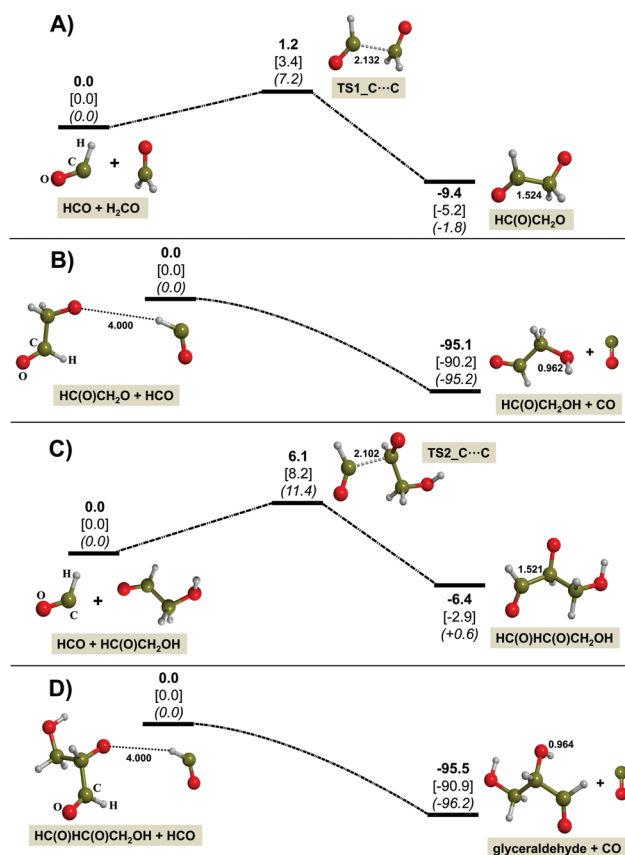 A)
1.2
[3.4]
(7.2)
2.132
TS1_C⋯C
0.0
[0.0]
(0.0)
H
C
O
+
HCO + H₂CO
-9.4
[-5.2]
(-1.8)
1.524
HC(O)CH₂O
B)
0.0
[0.0]
(0.0)
4.000
C
H
O
HC(O)CH₂O + HCO
-95.1
[-90.2]
(-95.2)
0.962
+
HC(O)CH₂OH + CO
C)
6.1
[8.2]
(11.4)
2.102
TS2_C⋯C
0.0
[0.0]
(0.0)
H
O
C
+
HCO + HC(O)CH₂OH
-6.4
[-2.9]
(+0.6)
1.521
HC(O)HC(O)CH₂OH
D)
0.0
[0.0]
(0.0)
4.000
C
O
H
HC(O)HC(O)CH₂OH + HCO
-95.5
[-90.9]
(-96.2)
0.964
+
glyceraldehyde + CO